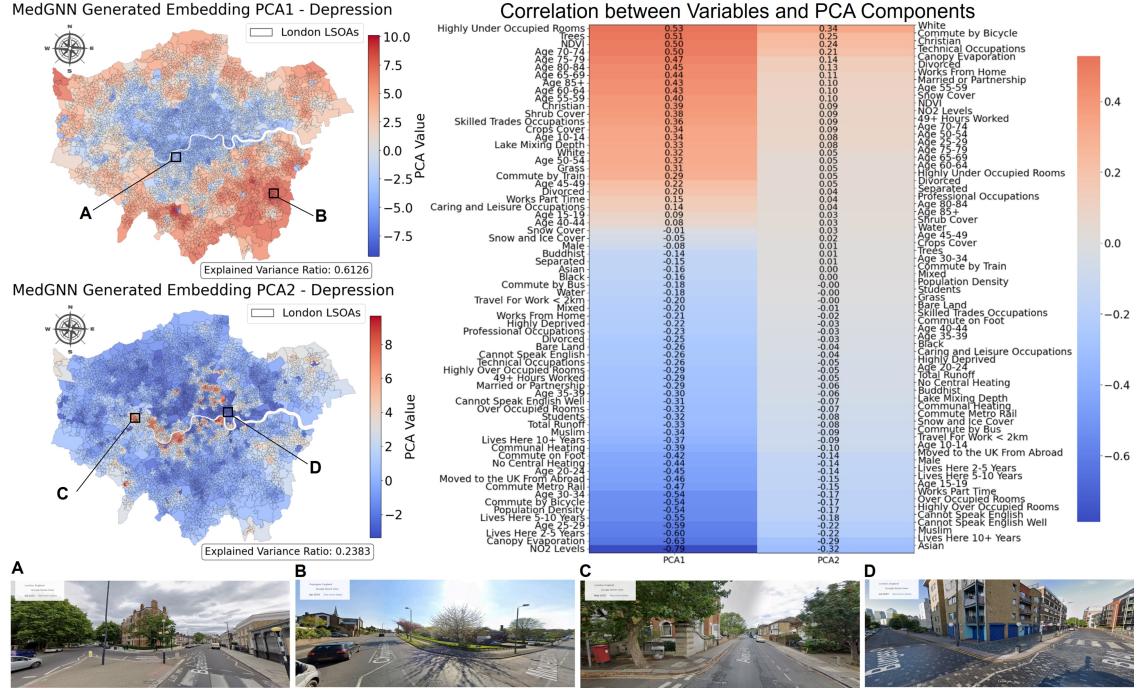 MedGNN Generated Embedding PCA1 - Depression
London LSOAs
N
W
E
S
10.0
7.5
5.0
2.5
0.0
−2.5
−5.0
−7.5
PCA Value
A
B
Explained Variance Ratio: 0.6126
MedGNN Generated Embedding PCA2 - Depression
London LSOAs
N
W
E
S
8
6
4
2
0
−2
PCA Value
C
D
Explained Variance Ratio: 0.2383
Correlation between Variables and PCA Components
Highly Under Occupied Rooms
Trees
NDVI
Age 70-74
Age 75-79
Age 80-84
Age 65-69
Age 85+
Age 60-64
Age 55-59
Christian
Shrub Cover
Skilled Trades Occupations
Crops Cover
Age 10-14
Lake Mixing Depth
White
Age 50-54
Grass
Commute by Train
Age 45-49
Divorced
Works Part Time
Caring and Leisure Occupations
Age 15-19
Age 40-44
Snow Cover
Snow and Ice Cover
Male
Buddhist
Separated
Asian
Black
Commute by Bus
Water
Travel For Work < 2km
Mixed
Works From Home
Highly Deprived
Professional Occupations
Divorced
Bare Land
Cannot Speak English
Technical Occupations
Highly Over Occupied Rooms
49+ Hours Worked
Married or Partnership
Age 35-39
Cannot Speak English Well
Over Occupied Rooms
Students
Total Runoff
Muslim
Lives Here 10+ Years
Communal Heating
Commute on Foot
No Central Heating
Age 20-24
Moved to the UK From Abroad
Commute Metro Rail
Age 30-34
Commute by Bicycle
Population Density
Lives Here 5-10 Years
Age 25-29
Lives Here 2-5 Years
Canopy Evaporation
NO2 Levels
0.53 0.34
0.51 0.25
0.50 0.24
0.50 0.21
0.47 0.14
0.45 0.13
0.44 0.11
0.43 0.10
0.43 0.10
0.40 0.10
0.39 0.09
0.38 0.09
0.36 0.09
0.34 0.09
0.34 0.08
0.33 0.08
0.32 0.05
0.32 0.05
0.31 0.05
0.29 0.05
0.22 0.05
0.20 0.04
0.15 0.04
0.14 0.04
0.09 0.03
0.08 0.03
-0.01 0.03
-0.05 0.02
-0.08 0.01
-0.14 0.01
-0.15 0.01
-0.16 0.00
-0.16 0.00
-0.18 -0.00
-0.18 -0.00
-0.20 -0.00
-0.20 -0.01
-0.21 -0.02
-0.22 -0.03
-0.23 -0.03
-0.25 -0.03
-0.26 -0.04
-0.26 -0.04
-0.26 -0.05
-0.29 -0.05
-0.29 -0.05
-0.29 -0.06
-0.30 -0.06
-0.31 -0.07
-0.32 -0.07
-0.32 -0.08
-0.33 -0.08
-0.34 -0.09
-0.37 -0.09
-0.39 -0.10
-0.42 -0.14
-0.44 -0.14
-0.45 -0.14
-0.46 -0.15
-0.47 -0.15
-0.54 -0.17
-0.54 -0.17
-0.54 -0.17
-0.55 -0.18
-0.59 -0.22
-0.60 -0.22
-0.63 -0.29
-0.79 -0.32
PCA1
PCA2
White
Commute by Bicycle
Christian
Technical Occupations
Canopy Evaporation
Divorced
Works From Home
Married or Partnership
Age 55-59
Snow Cover
NDVI
NO2 Levels
49+ Hours Worked
Age 70-74
Age 50-54
Age 25-29
Age 75-79
Age 65-69
Age 60-64
Highly Under Occupied Rooms
Divorced
Separated
Professional Occupations
Age 80-84
Age 85+
Shrub Cover
Water
Age 45-49
Crops Cover
Trees
Age 30-34
Commute by Train
Mixed
Population Density
Students
Grass
Bare Land
Skilled Trades Occupations
Commute on Foot
Age 40-44
Age 35-39
Black
Caring and Leisure Occupations
Highly Deprived
Age 20-24
Total Runoff
No Central Heating
Buddhist
Lake Mixing Depth
Communal Heating
Commute Metro Rail
Snow and Ice Cover
Commute by Bus
Travel For Work < 2km
Age 10-14
Moved to the UK From Abroad
Male
Lives Here 2-5 Years
Lives Here 5-10 Years
Age 15-19
Works Part Time
Over Occupied Rooms
Highly Over Occupied Rooms
Cannot Speak English
Cannot Speak English Well
Muslim
Lives Here 10+ Years
Asian
0.4
0.2
0.0
−0.2
−0.4
−0.6
A
B
C
D